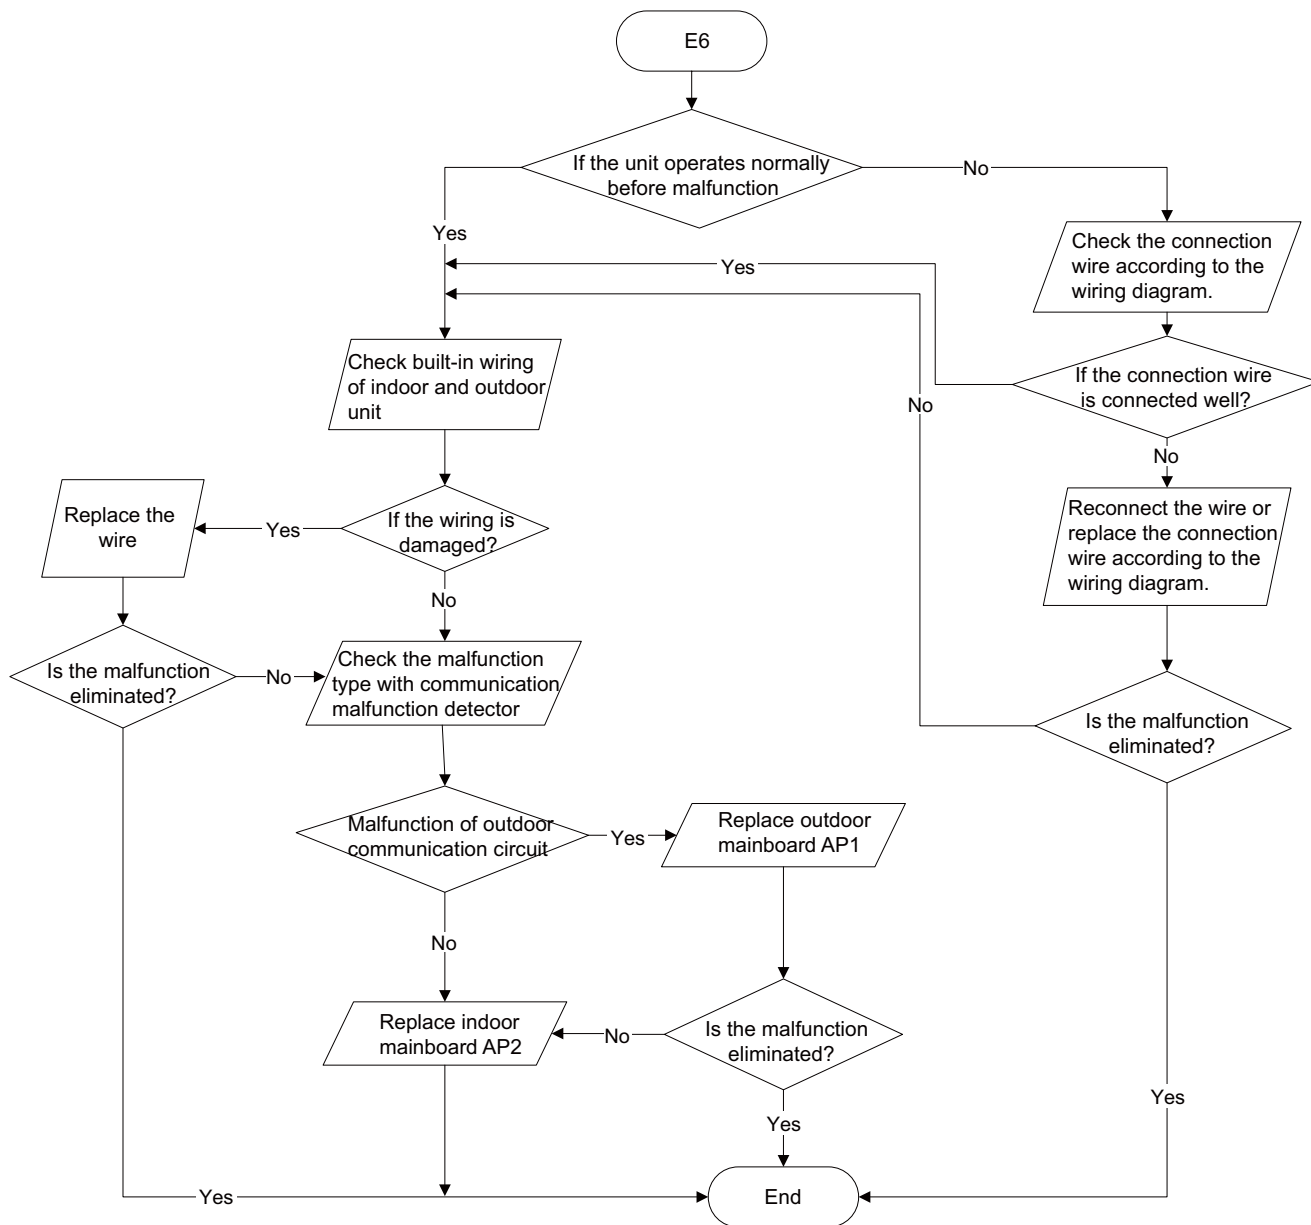 E6
If the unit operates normally
before malfunction
No
Yes
Check the connection
wire according to the
wiring diagram.
Yes
Check built-in wiring
of indoor and outdoor
unit
If the connection wire
is connected well?
No
No
Reconnect the wire or
replace the connection
wire according to the
wiring diagram.
Replace the
wire
Yes
If the wiring is
damaged?
No
Is the malfunction
eliminated?
No
Check the malfunction
type with communication
malfunction detector
Is the malfunction
eliminated?
Malfunction of outdoor
communication circuit
Yes
Replace outdoor
mainboard AP1
No
Replace indoor
mainboard AP2
No
Is the malfunction
eliminated?
Yes
Yes
Yes
End